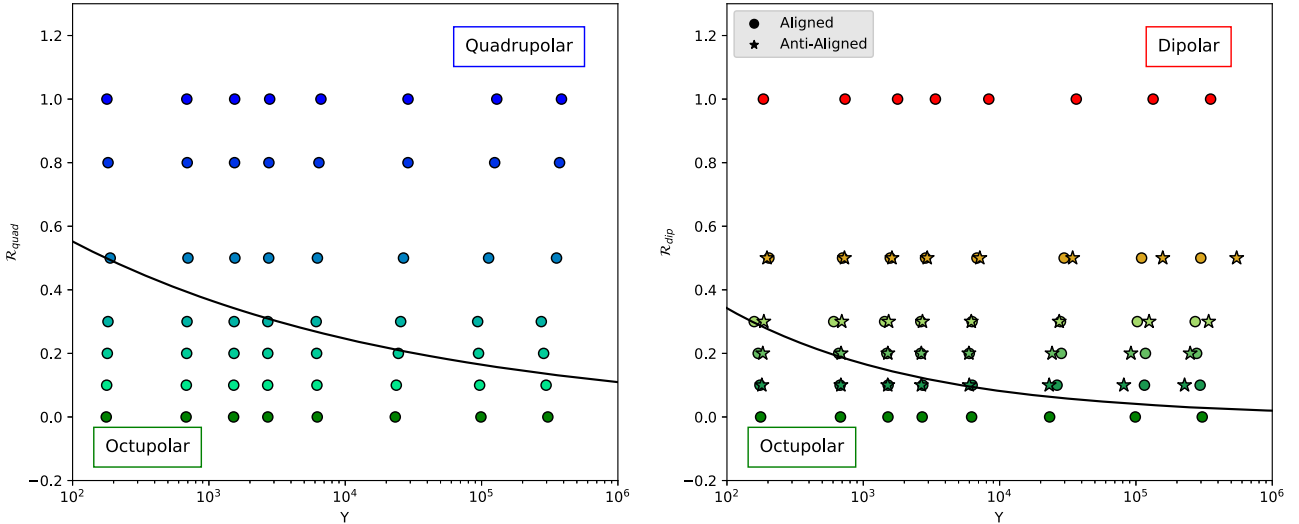 Quadrupolar
1.2
1.0
0.8
0.6
0.4
0.2
0.0
−0.2
R_quad
Octupolar
10^2
10^3
10^4
10^5
10^6
Y
Aligned
Anti-Aligned
Dipolar
1.2
1.0
0.8
0.6
0.4
0.2
0.0
−0.2
R_dip
Octupolar
10^2
10^3
10^4
10^5
10^6
Y